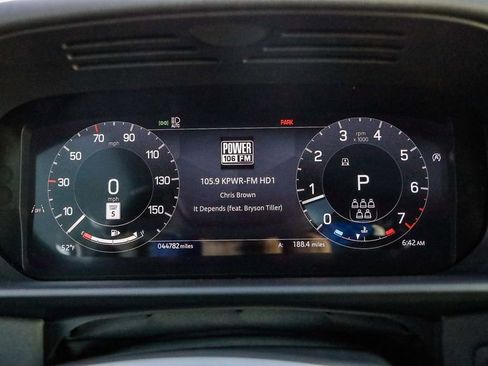 AUTO
PARK
70 90
50 110
30 130
10 150
0
mph
5
OFF
POWER
106 FM
105.9 KPWR-FM HD1
Chris Brown
It Depends (feat. Bryson Tiller)
3 4
2 5
1 6
0 7
rpm
x 1000
P
52°F
044782 miles
A: 188.4 miles
6:42 AM